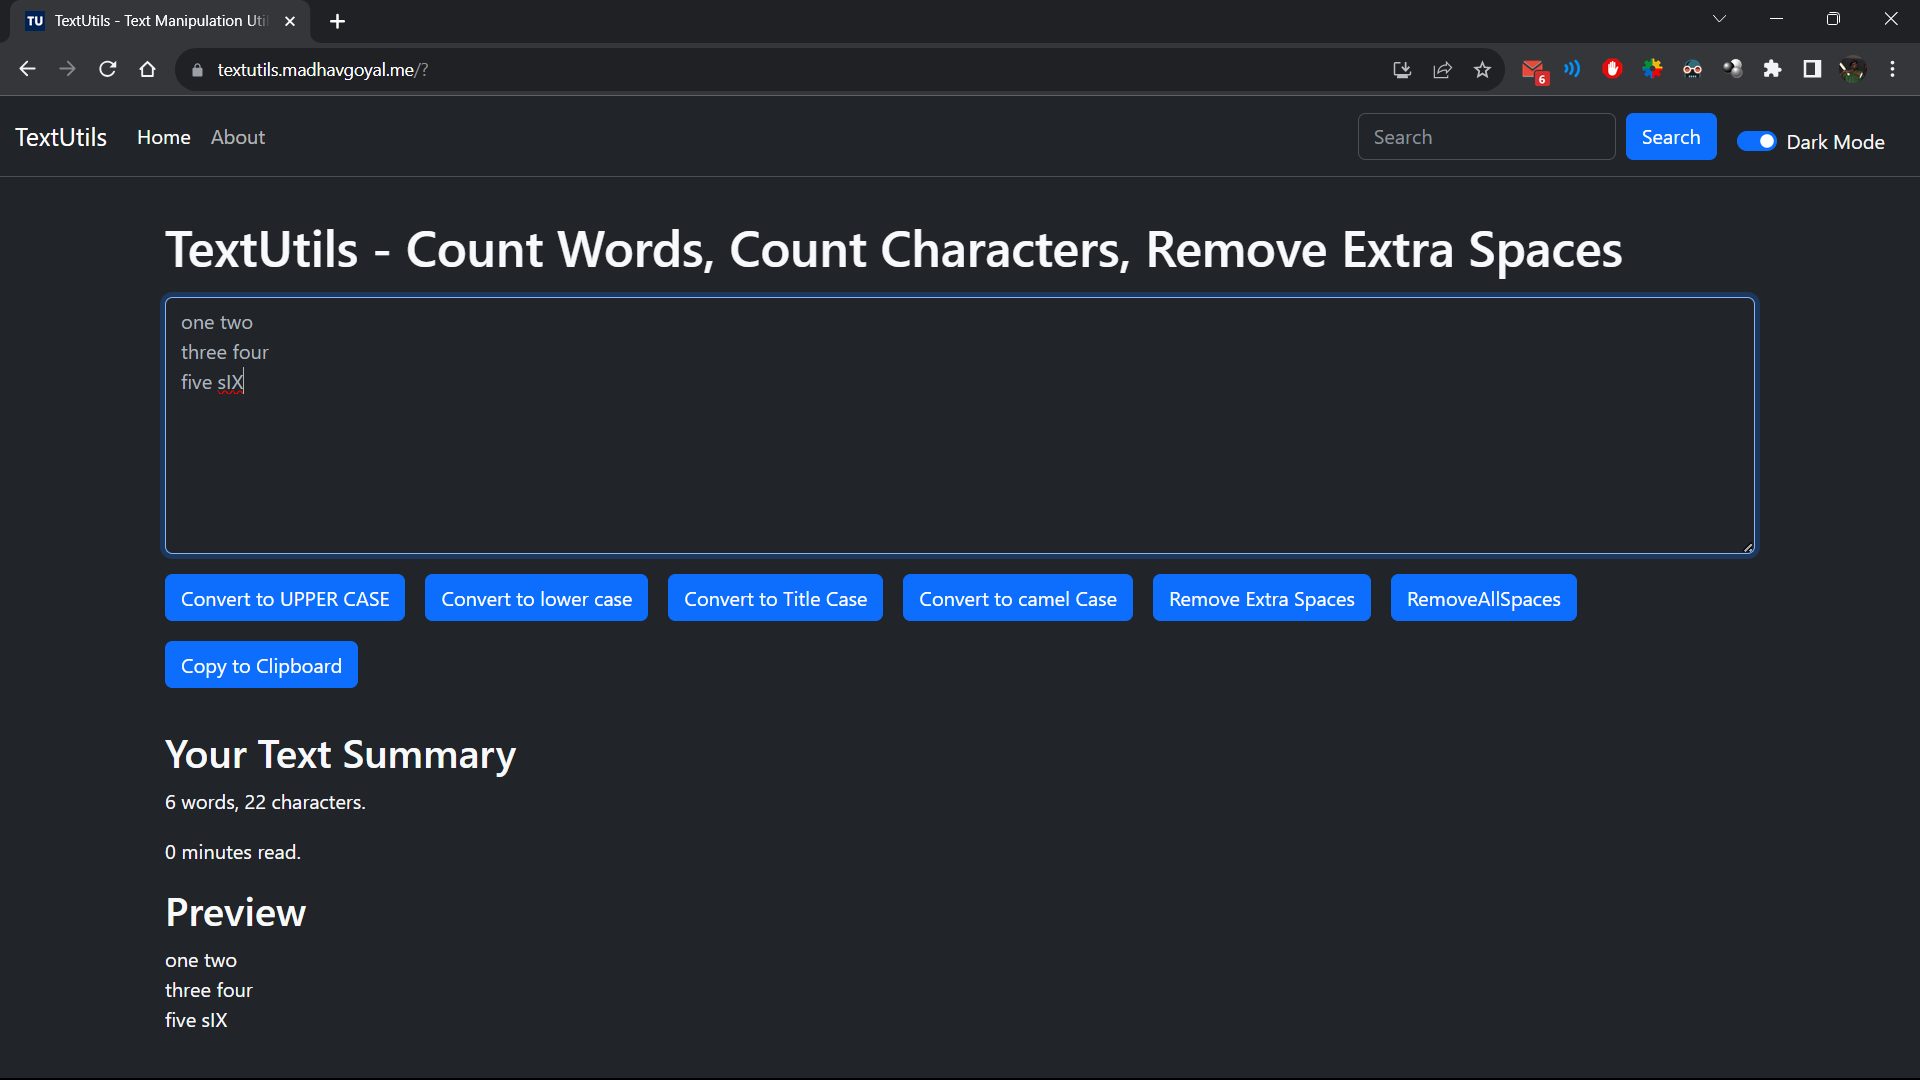 TU TextUtils - Text Manipulation Uti
textutils.madhavgoyal.me/?
6
TextUtils Home About Search Search Dark Mode
TextUtils - Count Words, Count Characters, Remove Extra Spaces
one two
three four
five sIX
Convert to UPPER CASE Convert to lower case Convert to Title Case Convert to camel Case Remove Extra Spaces RemoveAllSpaces
Copy to Clipboard
Your Text Summary
6 words, 22 characters.
0 minutes read.
Preview
one two
three four
five sIX